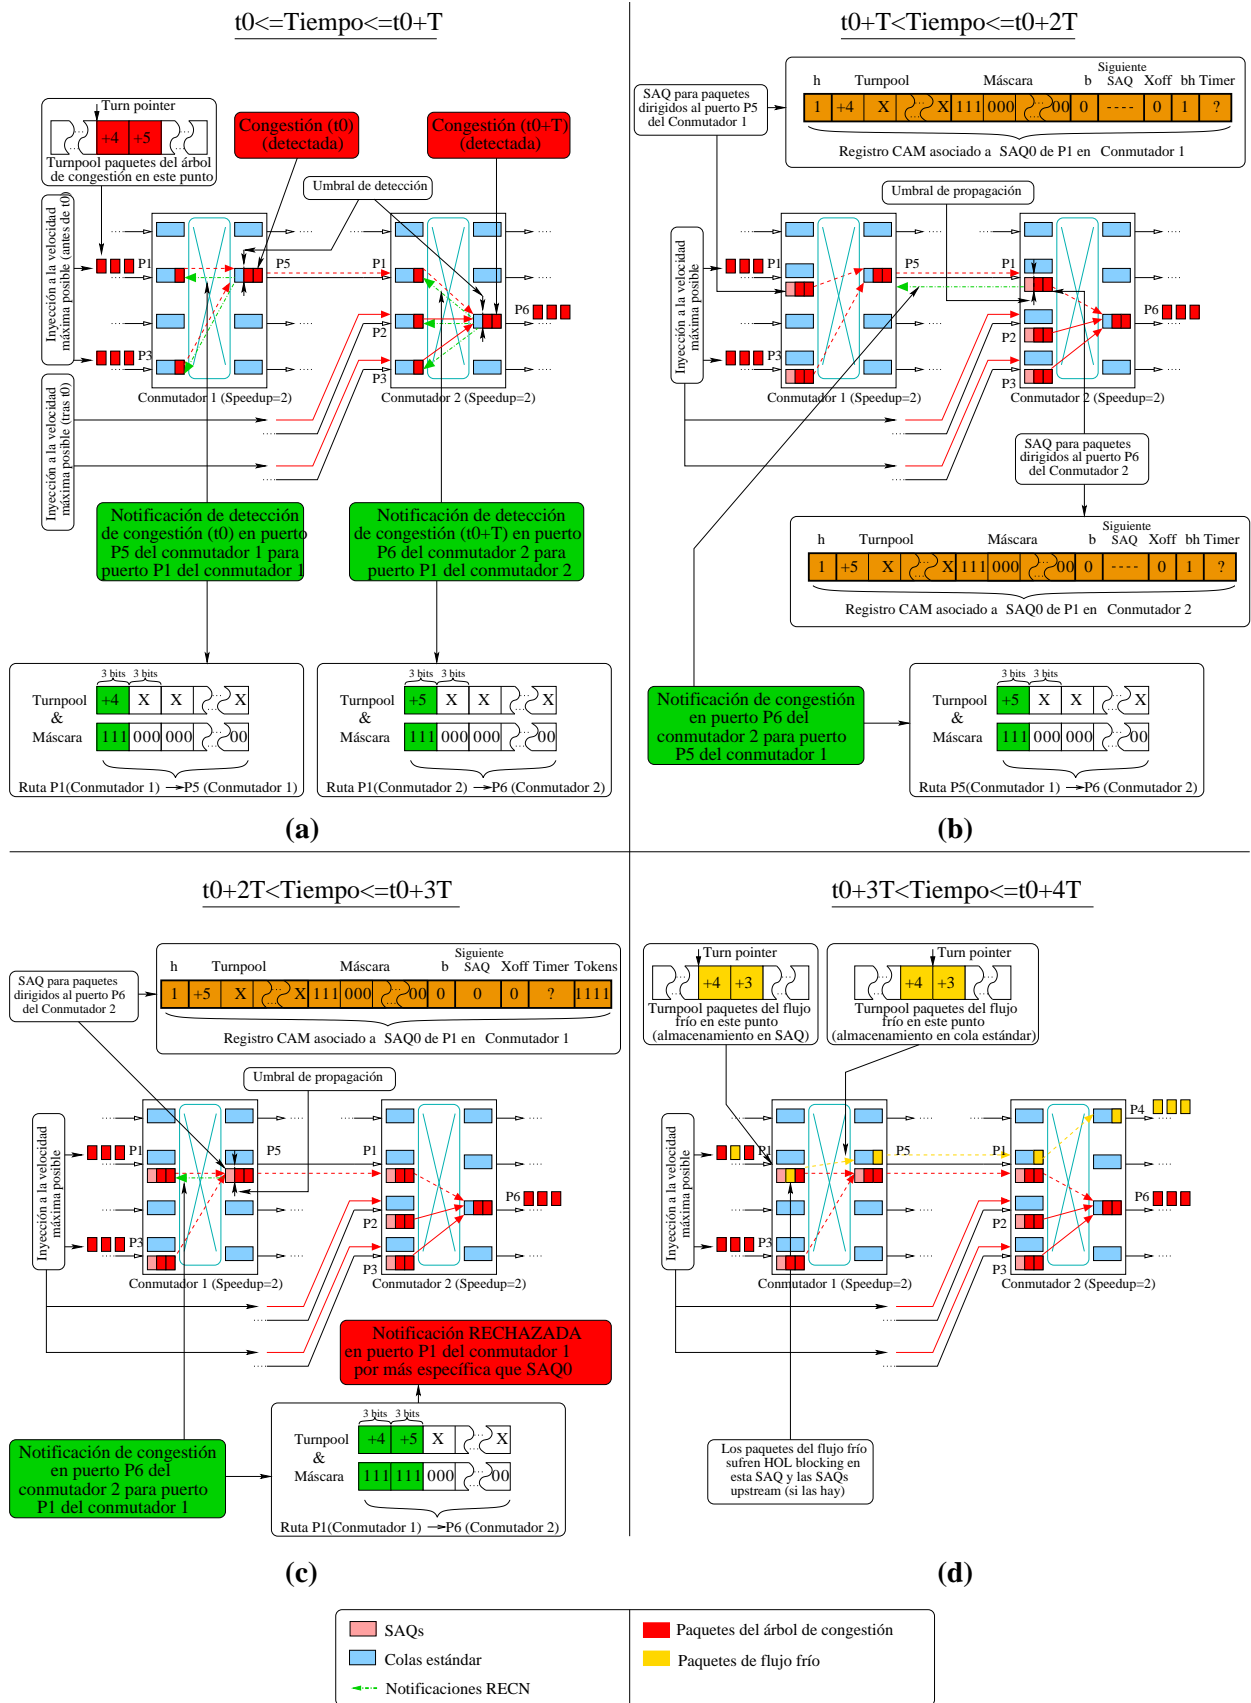 t0<=Tiempo<=t0+T
Turn pointer
+4 +5
Turnpool paquetes del árbol
de congestión en este punto
Congestión (t0)
(detectada)
Congestión (t0+T)
(detectada)
Umbral de detección
Inyección a la velocidad
máxima posible (antes de t0)
Inyección a la velocidad
máxima posible (tras t0)
P1
P3
P5
P1
P2
P3
P6
Conmutador 1 (Speedup=2)
Conmutador 2 (Speedup=2)
Notificación de detección
de congestión (t0) en puerto
P5 del conmutador 1 para
puerto P1 del conmutador 1
Notificación de detección
de congestión (t0+T) en puerto
P6 del conmutador 2 para
puerto P1 del conmutador 2
3 bits 3 bits
Turnpool
&
Máscara
+4 X X X
111 000 000 00
Ruta P1(Conmutador 1) P5 (Conmutador 1)
3 bits 3 bits
Turnpool
&
Máscara
+5 X X X
111 000 000 00
Ruta P1(Conmutador 2) P6 (Conmutador 2)
(a)
t0+T<Tiempo<=t0+2T
SAQ para paquetes
dirigidos al puerto P5
del Conmutador 1
h Turnpool Máscara b Siguiente SAQ Xoff bh Timer
1 +4 X X 111 000 00 0 ---- 0 1 ?
Registro CAM asociado a SAQ0 de P1 en Conmutador 1
Umbral de propagación
Inyección a la velocidad
máxima posible
P1
P3
P5
P1
P2
P3
P6
Conmutador 1 (Speedup=2)
Conmutador 2 (Speedup=2)
SAQ para paquetes
dirigidos al puerto P6
del Conmutador 2
h Turnpool Máscara b Siguiente SAQ Xoff bh Timer
1 +5 X X 111 000 00 0 ---- 0 1 ?
Registro CAM asociado a SAQ0 de P1 en Conmutador 2
Notificación de congestión
en puerto P6 del
conmutador 2 para puerto
P5 del conmutador 1
3 bits 3 bits
Turnpool
&
Máscara
+5 X X X
111 000 000 00
Ruta P5(Conmutador 1) P6 (Conmutador 2)
(b)
t0+2T<Tiempo<=t0+3T
SAQ para paquetes
dirigidos al puerto P6
del Conmutador 2
h Turnpool Máscara b Siguiente SAQ Xoff Timer Tokens
1 +5 X X 111 000 00 0 0 0 ? 1111
Registro CAM asociado a SAQ0 de P1 en Conmutador 1
Umbral de propagación
Inyección a la velocidad
máxima posible
P1
P3
P5
P1
P2
P3
P6
Conmutador 1 (Speedup=2)
Conmutador 2 (Speedup=2)
Notificación RECHAZADA
en puerto P1 del conmutador 1
por más específica que SAQ0
Notificación de congestión
en puerto P6 del
conmutador 2 para puerto
P1 del conmutador 1
3 bits 3 bits
Turnpool
&
Máscara
+4 +5 X X
111 111 000 00
Ruta P1(Conmutador 1) P6 (Conmutador 2)
(c)
t0+3T<Tiempo<=t0+4T
Turn pointer
+4 +3
Turnpool paquetes del flujo
frío en este punto
(almacenamiento en SAQ)
Turn pointer
+4 +3
Turnpool paquetes del flujo
frío en este punto
(almacenamiento en cola estándar)
Inyección a la velocidad
máxima posible
P1
P3
P5
P1
P2
P3
P4
P6
Conmutador 1 (Speedup=2)
Conmutador 2 (Speedup=2)
Los paquetes del flujo frío
sufren HOL blocking en
esta SAQ y las SAQs
upstream (si las hay)
(d)
SAQs
Colas estándar
Notificaciones RECN
Paquetes del árbol de congestión
Paquetes de flujo frío